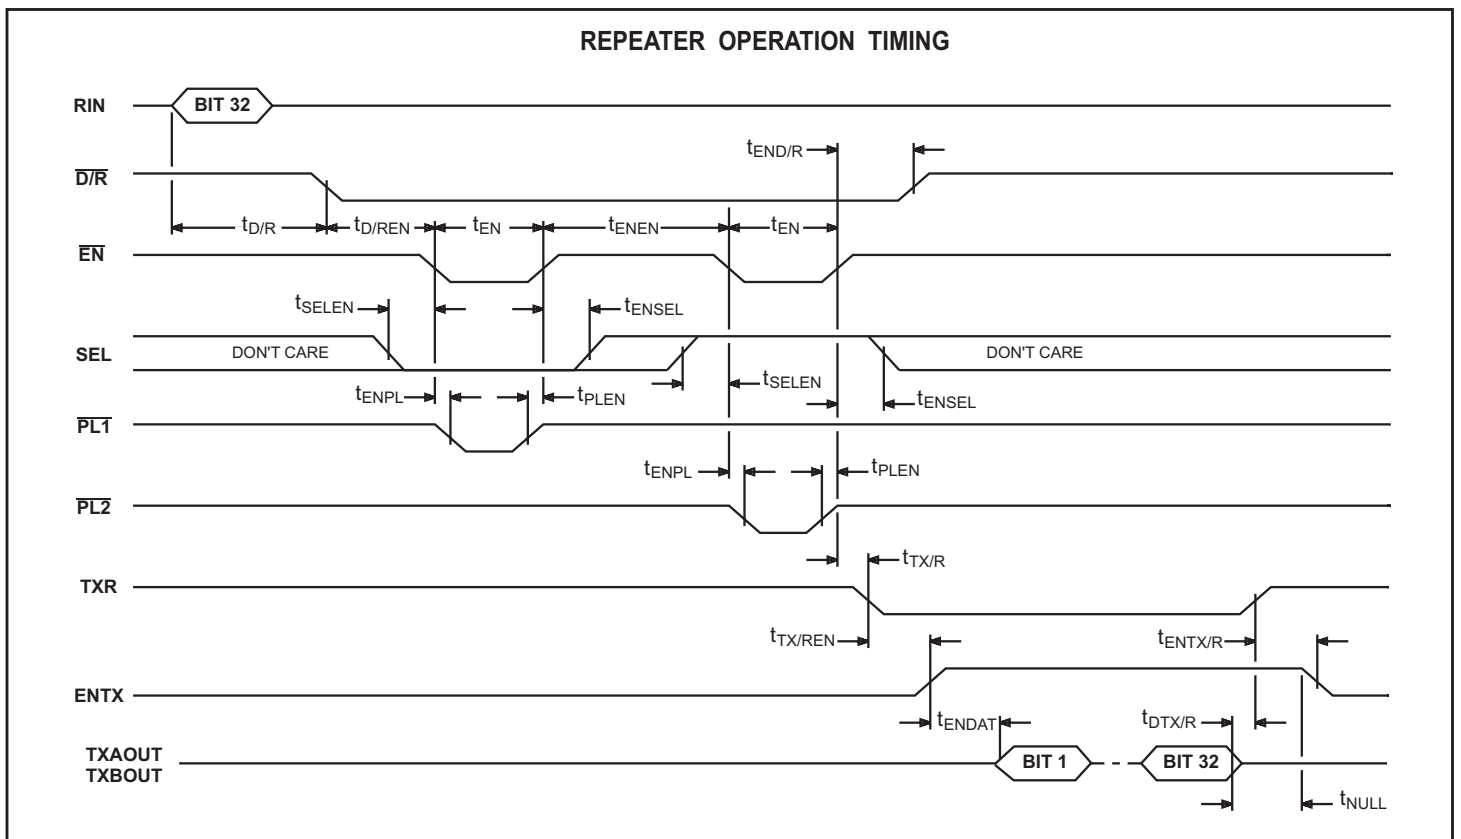 REPEATER OPERATION TIMING
RIN
BIT 32
tEND/R
D/R
tD/R
tD/REN
tEN
tENEN
tEN
EN
tSELEN
tENSEL
SEL
DON'T CARE
DON'T CARE
tSELEN
tENPL
tPLEN
tENSEL
PL1
tENPL
tPLEN
PL2
tTX/R
TXR
tTX/REN
tENTX/R
ENTX
tENDAT
tDTX/R
TXAOUT
TXBOUT
BIT 1
BIT 32
tNULL